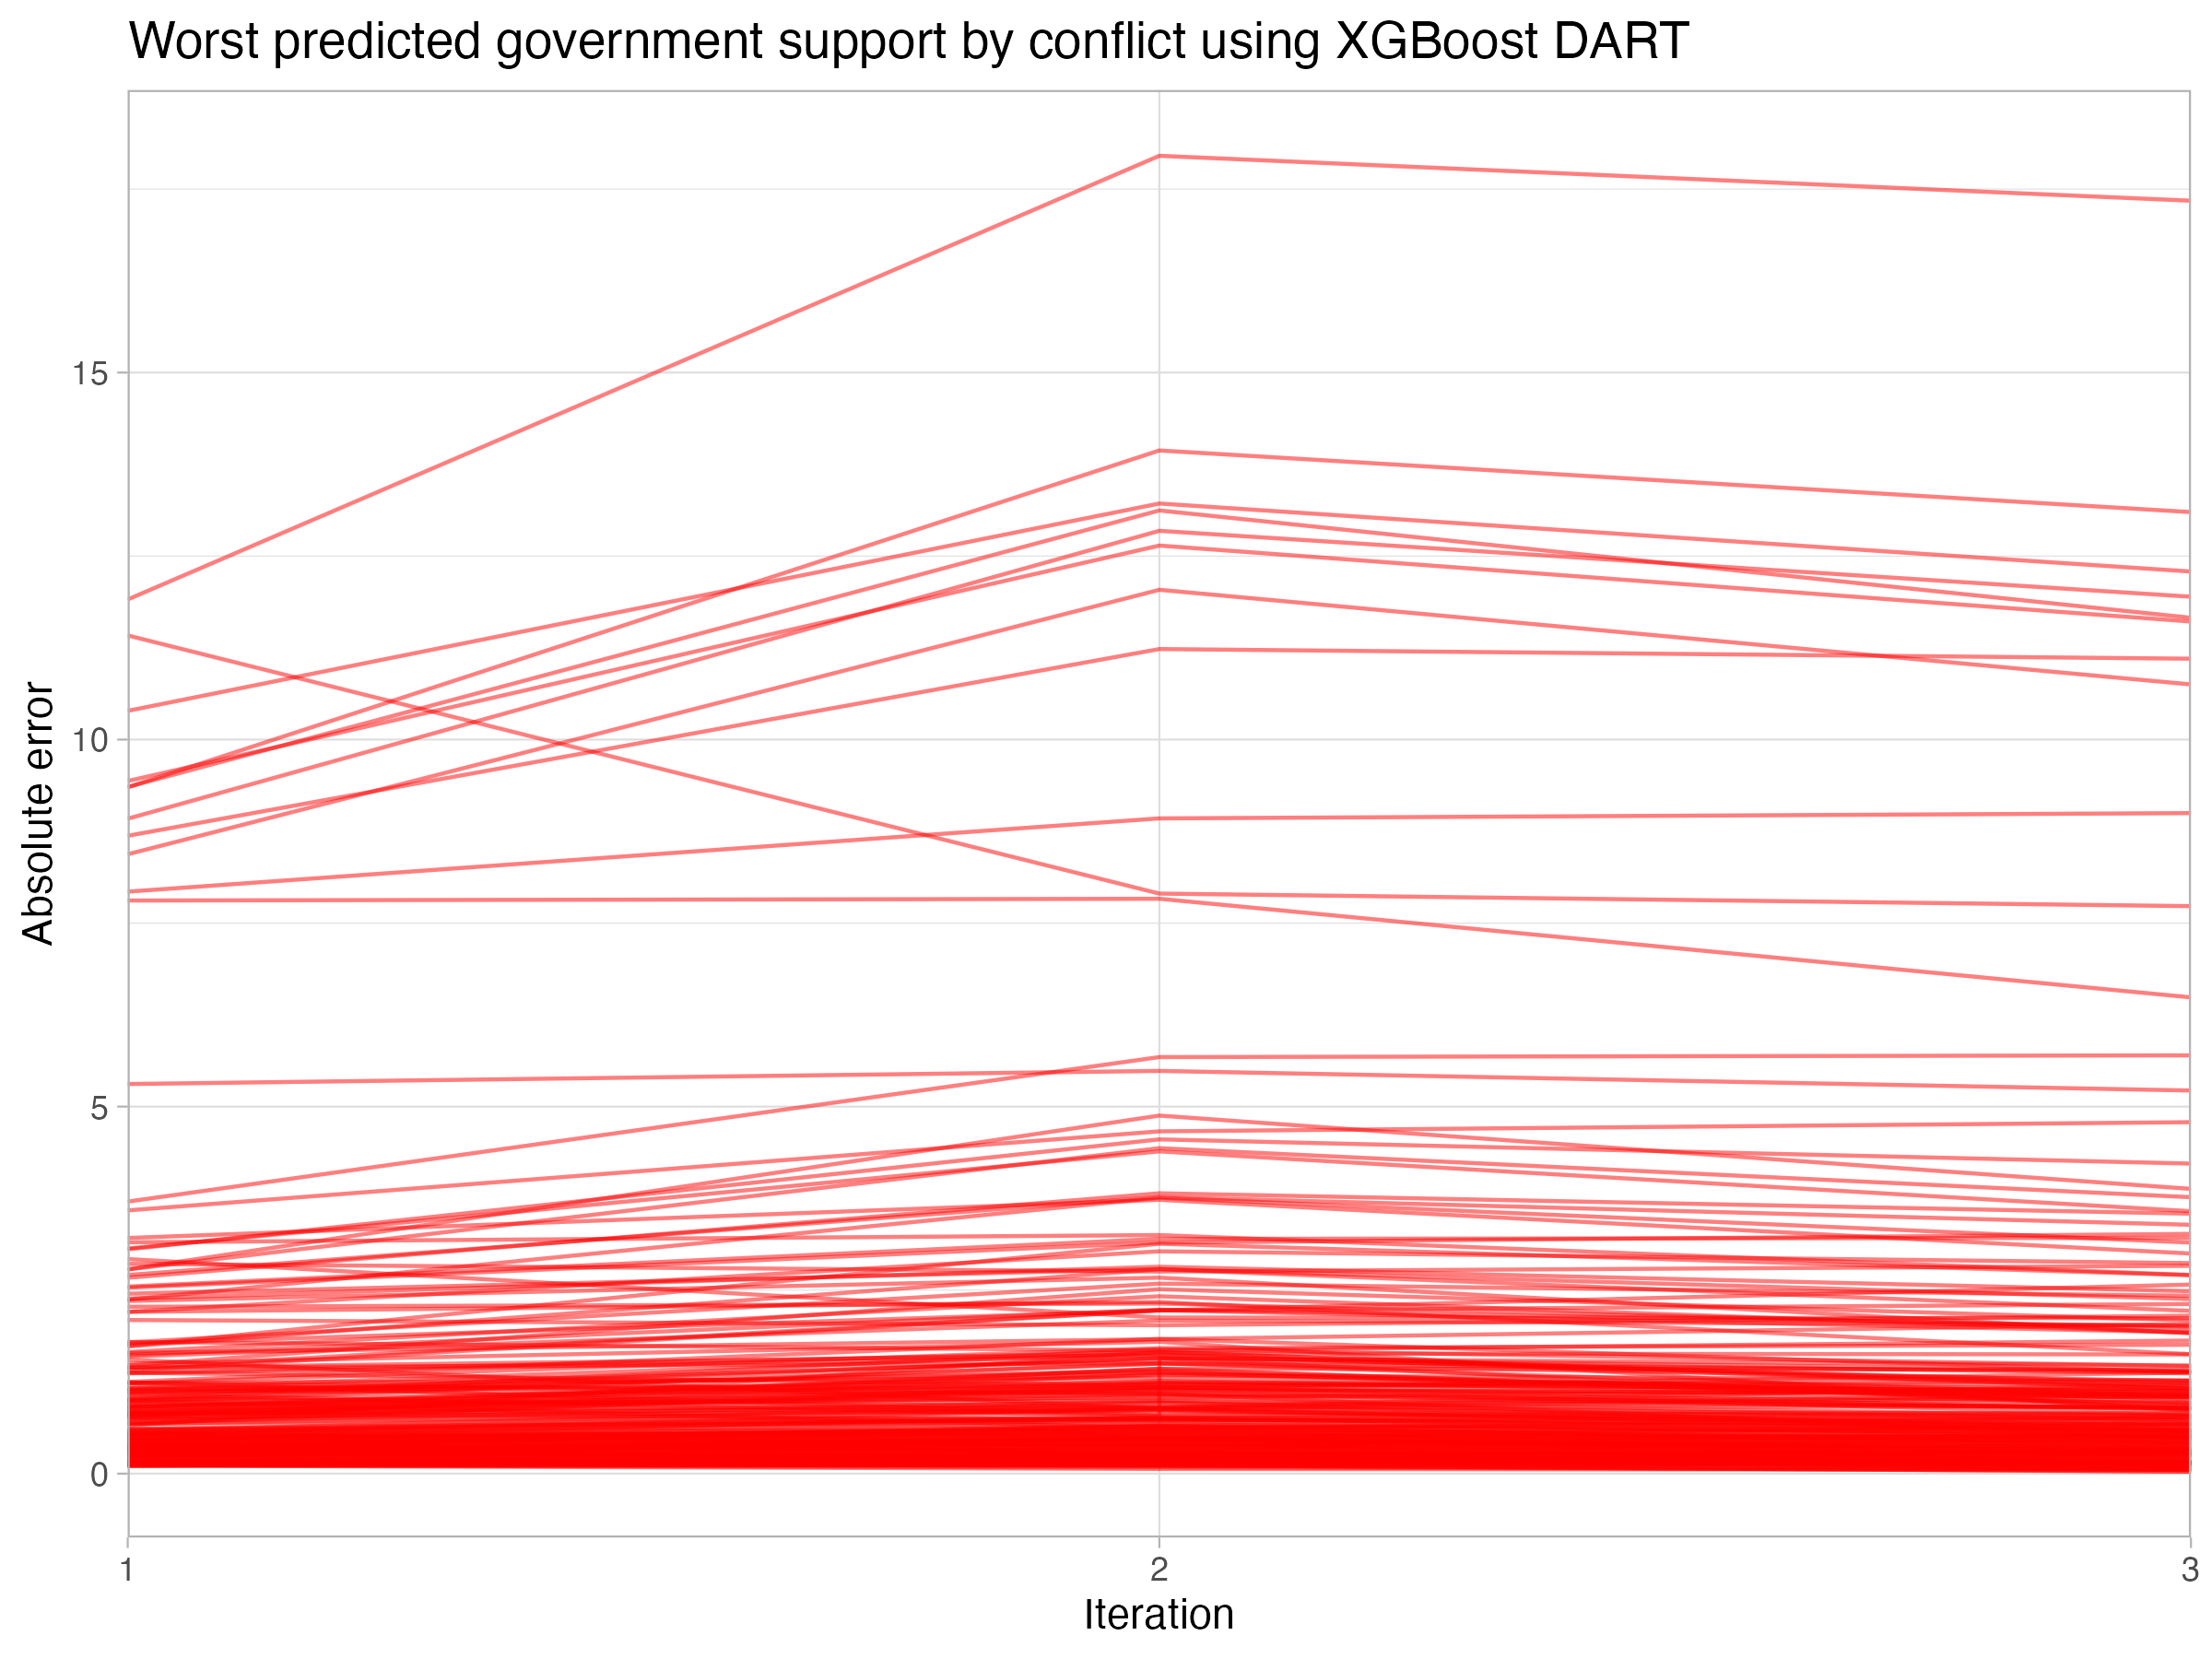 Worst predicted government support by conflict using XGBoost DART
15
10
5
0
Absolute error
1 2 3
Iteration